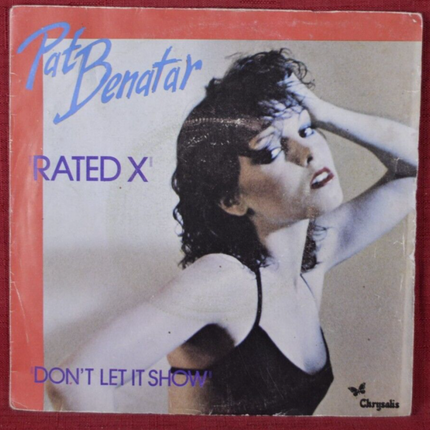 Pat
Benatar
RATED X'
'DON'T LET IT SHOW'
Chrysalis